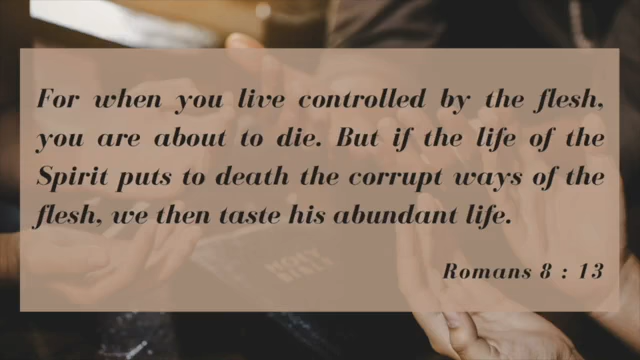 For when you live controlled by the flesh,
you are about to die. But if the life of the
Spirit puts to death the corrupt ways of the
flesh, we then taste his abundant life.
Romans 8 : 13
HOLY
BIBLE